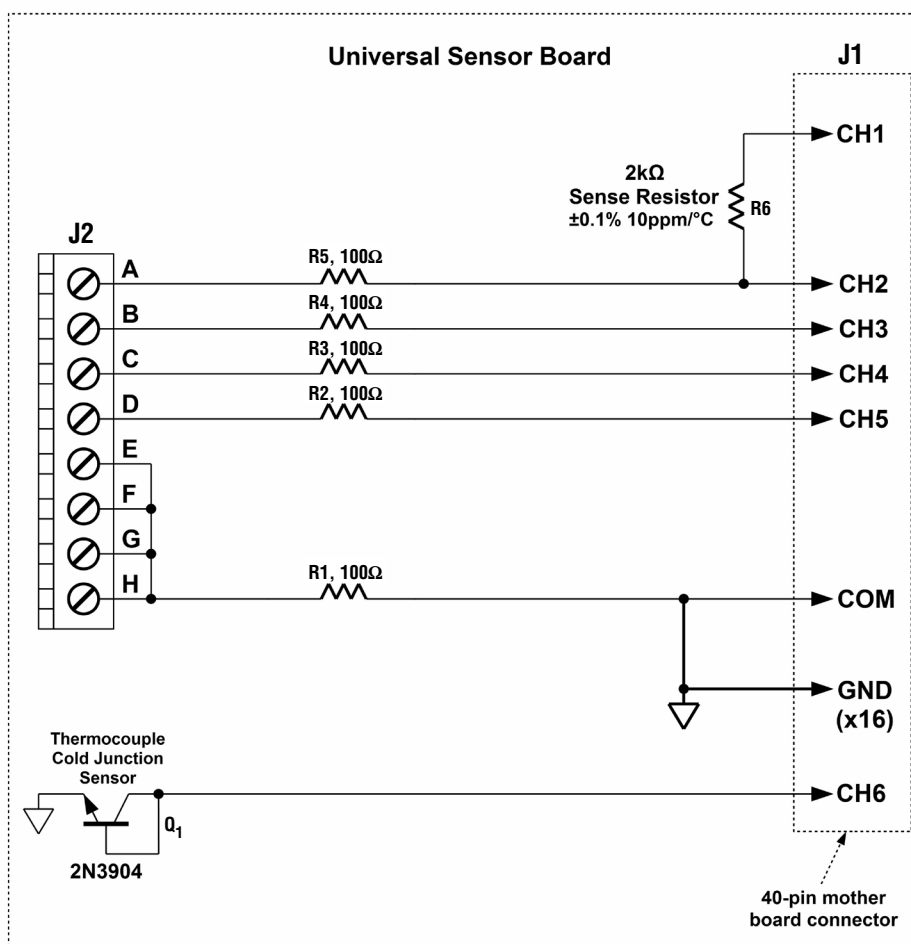 Universal Sensor Board
J1
CH1
2kΩ
Sense Resistor
±0.1% 10ppm/°C
R6
J2
A
R5, 100Ω
CH2
B
R4, 100Ω
CH3
C
R3, 100Ω
CH4
D
R2, 100Ω
CH5
E
F
G
H
R1, 100Ω
COM
GND
(x16)
Thermocouple
Cold Junction
Sensor
CH6
Q1
2N3904
40-pin mother
board connector